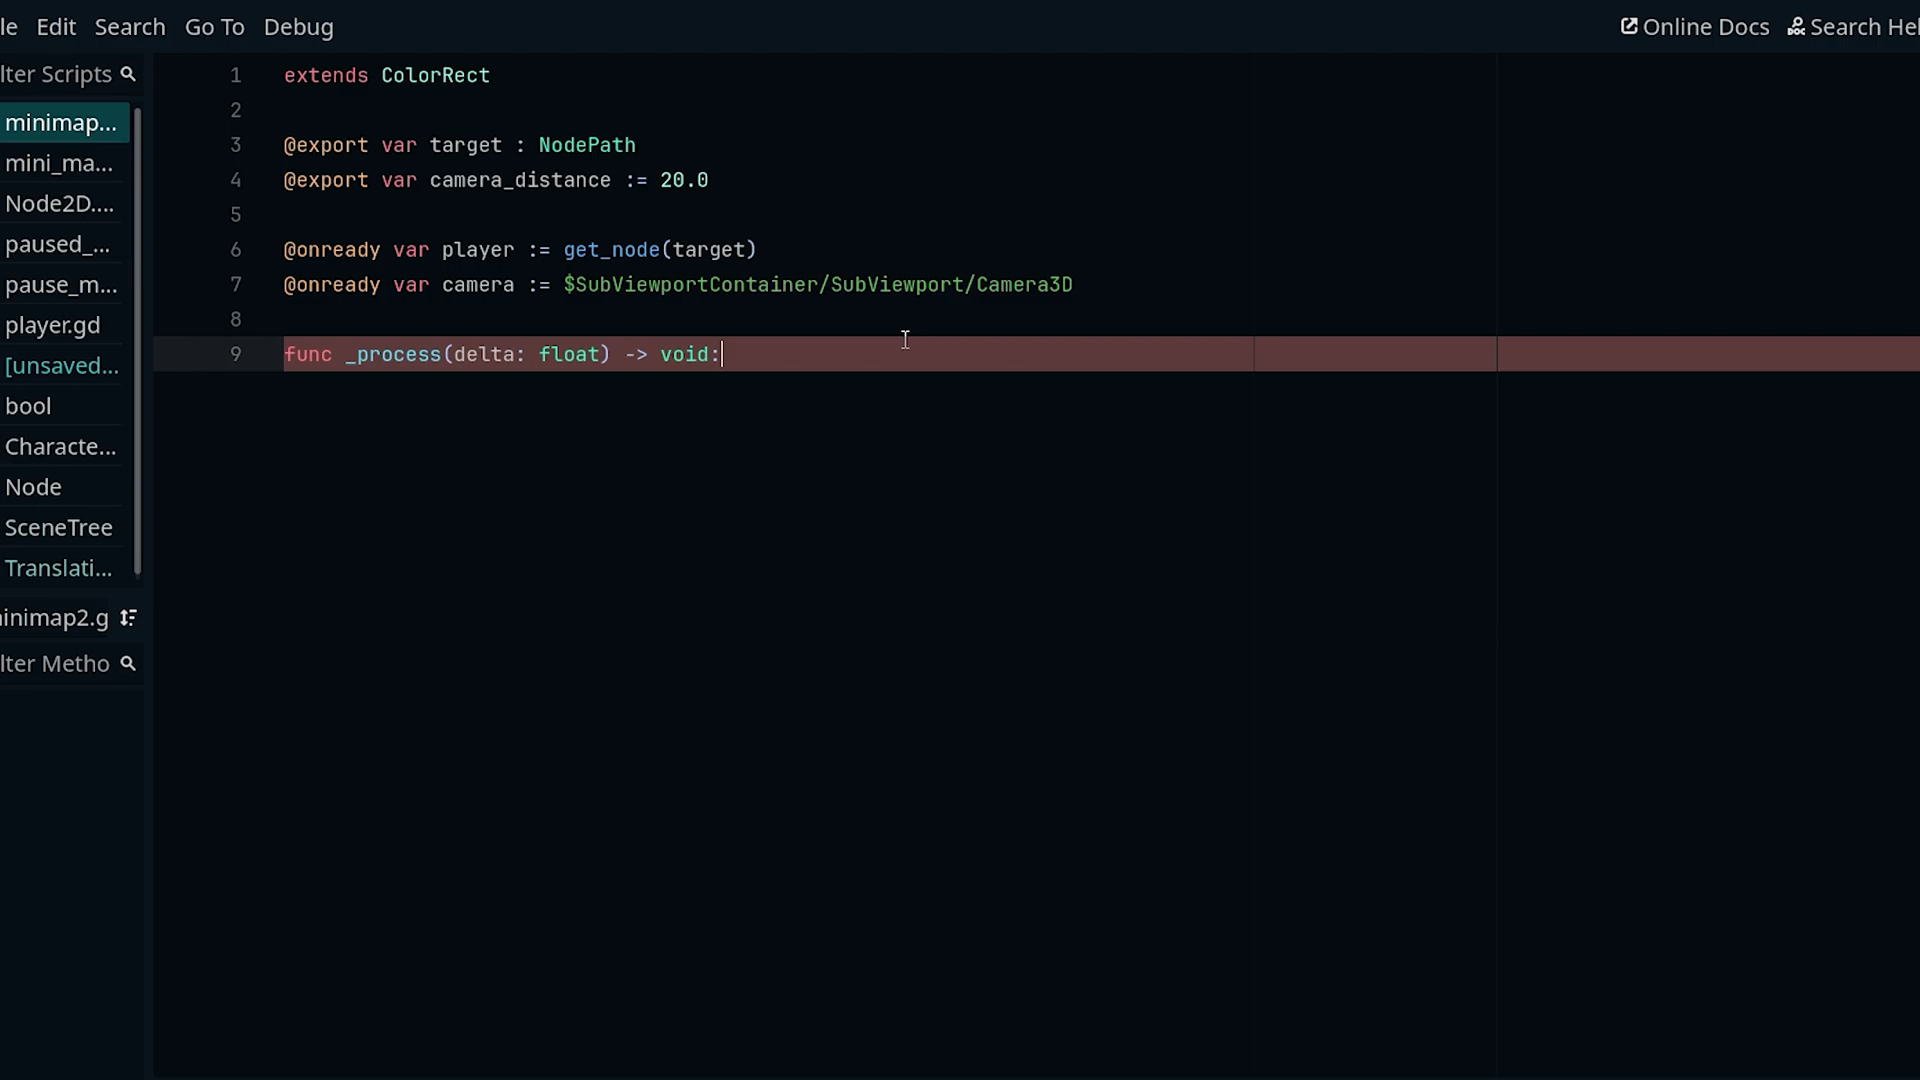 le Edit Search Go To Debug
Online Docs Search Hel
lter Scripts
minimap...
mini_ma...
Node2D....
paused_...
pause_m...
player.gd
[unsaved...
bool
Characte...
Node
SceneTree
Translati...
inimap2.g
lter Metho
1 extends ColorRect
2
3 @export var target : NodePath
4 @export var camera_distance := 20.0
5
6 @onready var player := get_node(target)
7 @onready var camera := $SubViewportContainer/SubViewport/Camera3D
8
9 func _process(delta: float) -> void: